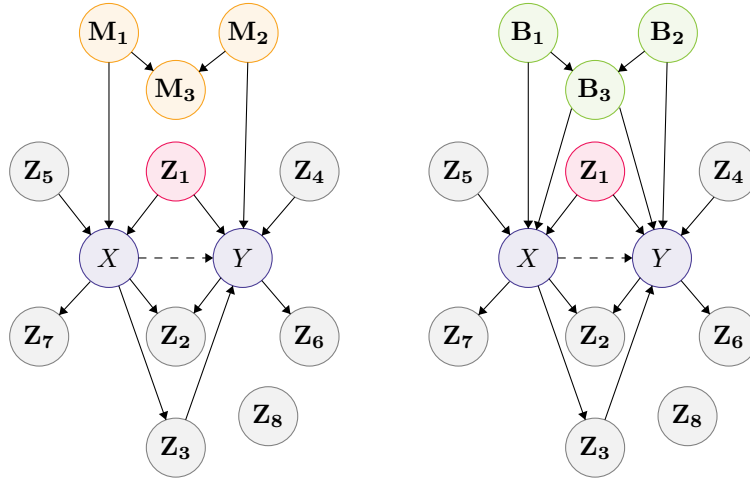 M₁ M₂ B₁ B₂
M₃ B₃
Z₅ Z₁ Z₄ Z₅ Z₁ Z₄
X Y X Y
Z₇ Z₂ Z₆ Z₇ Z₂ Z₆
Z₈ Z₈
Z₃ Z₃